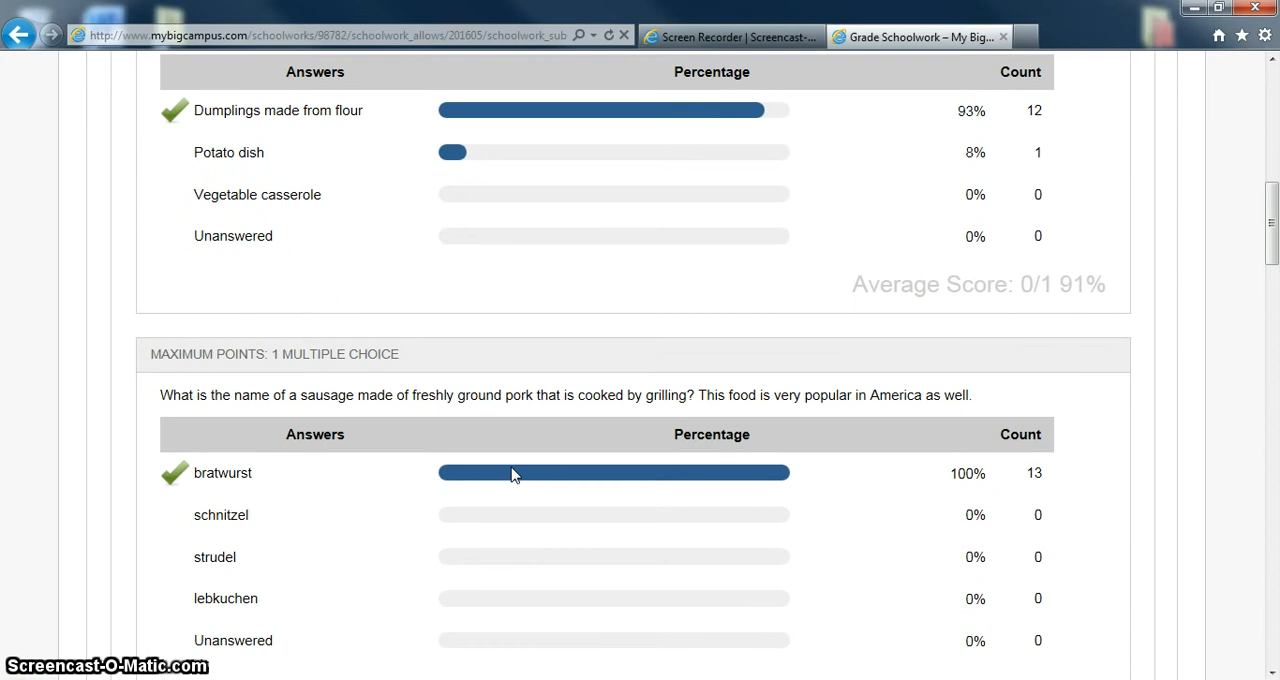 http://www.mybigcampus.com/schoolworks/98782/schoolwork_allows/201605/schoolwork_sub
Screen Recorder | Screencast-...
Grade Schoolwork – My Big...
Answers Percentage Count
Dumplings made from flour 93% 12
Potato dish 8% 1
Vegetable casserole 0% 0
Unanswered 0% 0
Average Score: 0/1 91%
MAXIMUM POINTS: 1 MULTIPLE CHOICE
What is the name of a sausage made of freshly ground pork that is cooked by grilling? This food is very popular in America as well.
Answers Percentage Count
bratwurst 100% 13
schnitzel 0% 0
strudel 0% 0
lebkuchen 0% 0
Unanswered 0% 0
Screencast-O-Matic.com